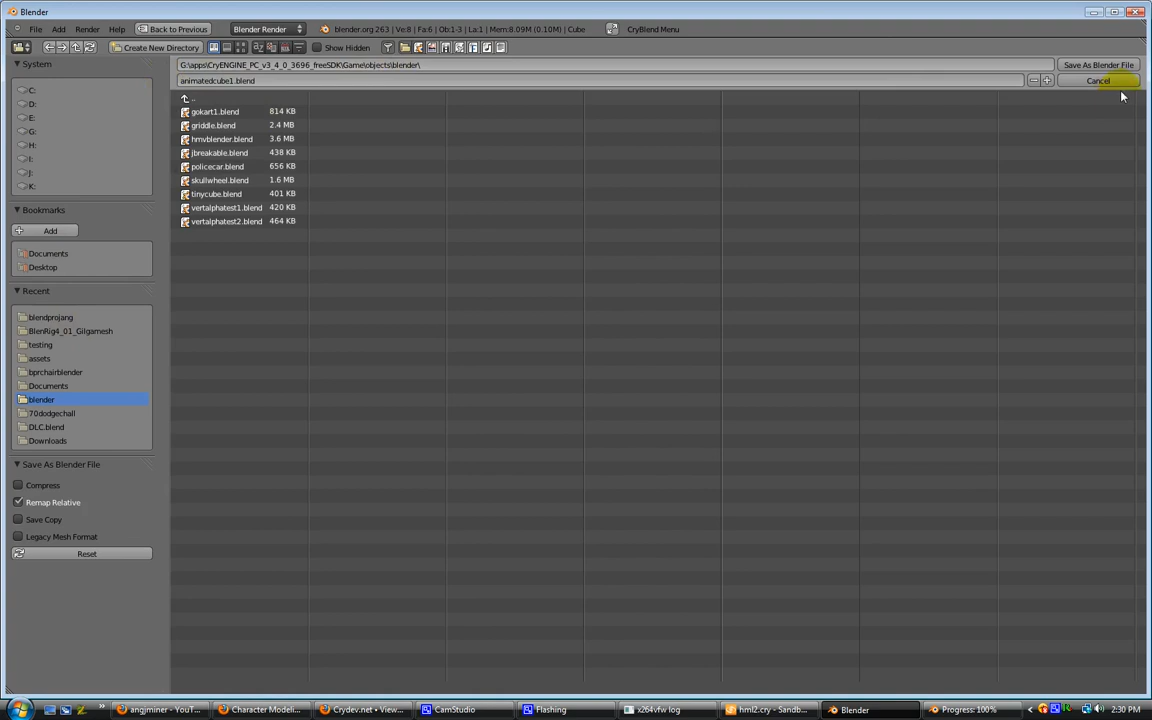 Blender
File Add Render Help Back to Previous Blender Render blender.org 263 | Ve:8 | Fa:6 | Ob:1-3 | La:1 | Mem:8.09M (0.10M) | Cube CryBlend Menu
Create New Directory Show Hidden
System
C:
D:
E:
G:
H:
I:
J:
K:
Bookmarks
Add
Documents
Desktop
Recent
blendprojang
BlenRig4_01_Gilgamesh
testing
assets
bprchairblender
Documents
blender
70dodgechall
DLC.blend
Downloads
Save As Blender File
Compress
Remap Relative
Save Copy
Legacy Mesh Format
Reset
G:\apps\CryENGINE_PC_v3_4_0_3696_freeSDK\Game\objects\blender\ Save As Blender File
animatedcube1.blend Cancel
..
gokart1.blend 814 KB
griddle.blend 2.4 MB
hmvblender.blend 3.6 MB
jbreakable.blend 438 KB
policecar.blend 656 KB
skullwheel.blend 1.6 MB
tinycube.blend 401 KB
vertalphatest1.blend 420 KB
vertalphatest2.blend 464 KB
angjminer - YouT... Character Modeli... Crydev.net • View... CamStudio Flashing x264vfw log hml2.cry - Sandb... Blender Progress: 100% 2:30 PM